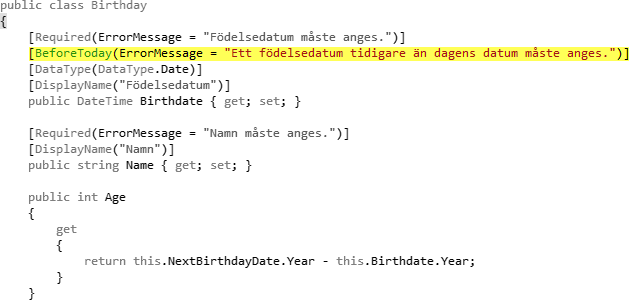 public class Birthday
{
[Required(ErrorMessage = "Födelsedatum måste anges.")]
[BeforeToday(ErrorMessage = "Ett födelsedatum tidigare än dagens datum måste anges.")]
[DataType(DataType.Date)]
[DisplayName("Födelsedatum")]
public DateTime Birthdate { get; set; }
[Required(ErrorMessage = "Namn måste anges.")]
[DisplayName("Namn")]
public string Name { get; set; }
public int Age
{
get
{
return this.NextBirthdayDate.Year - this.Birthdate.Year;
}
}